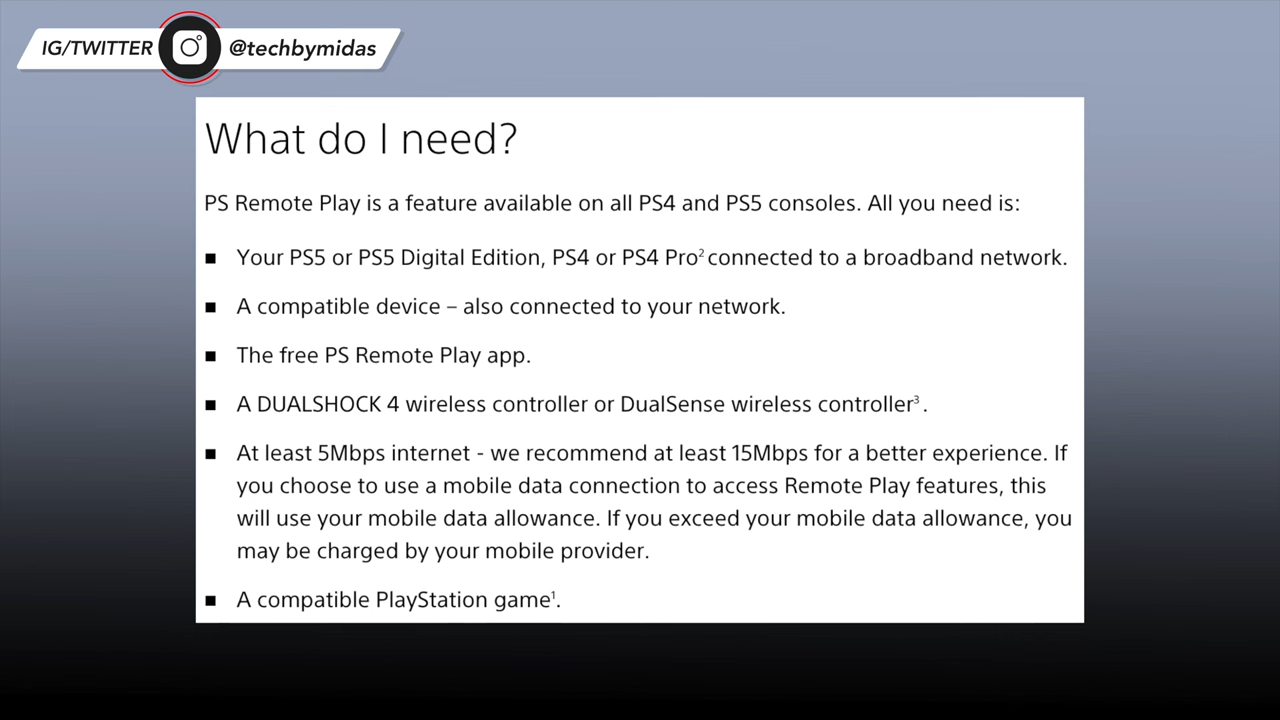 IG/TWITTER @techbymidas
What do I need?
PS Remote Play is a feature available on all PS4 and PS5 consoles. All you need is:
■ Your PS5 or PS5 Digital Edition, PS4 or PS4 Pro² connected to a broadband network.
■ A compatible device – also connected to your network.
■ The free PS Remote Play app.
■ A DUALSHOCK 4 wireless controller or DualSense wireless controller³.
■ At least 5Mbps internet - we recommend at least 15Mbps for a better experience. If
you choose to use a mobile data connection to access Remote Play features, this
will use your mobile data allowance. If you exceed your mobile data allowance, you
may be charged by your mobile provider.
■ A compatible PlayStation game¹.